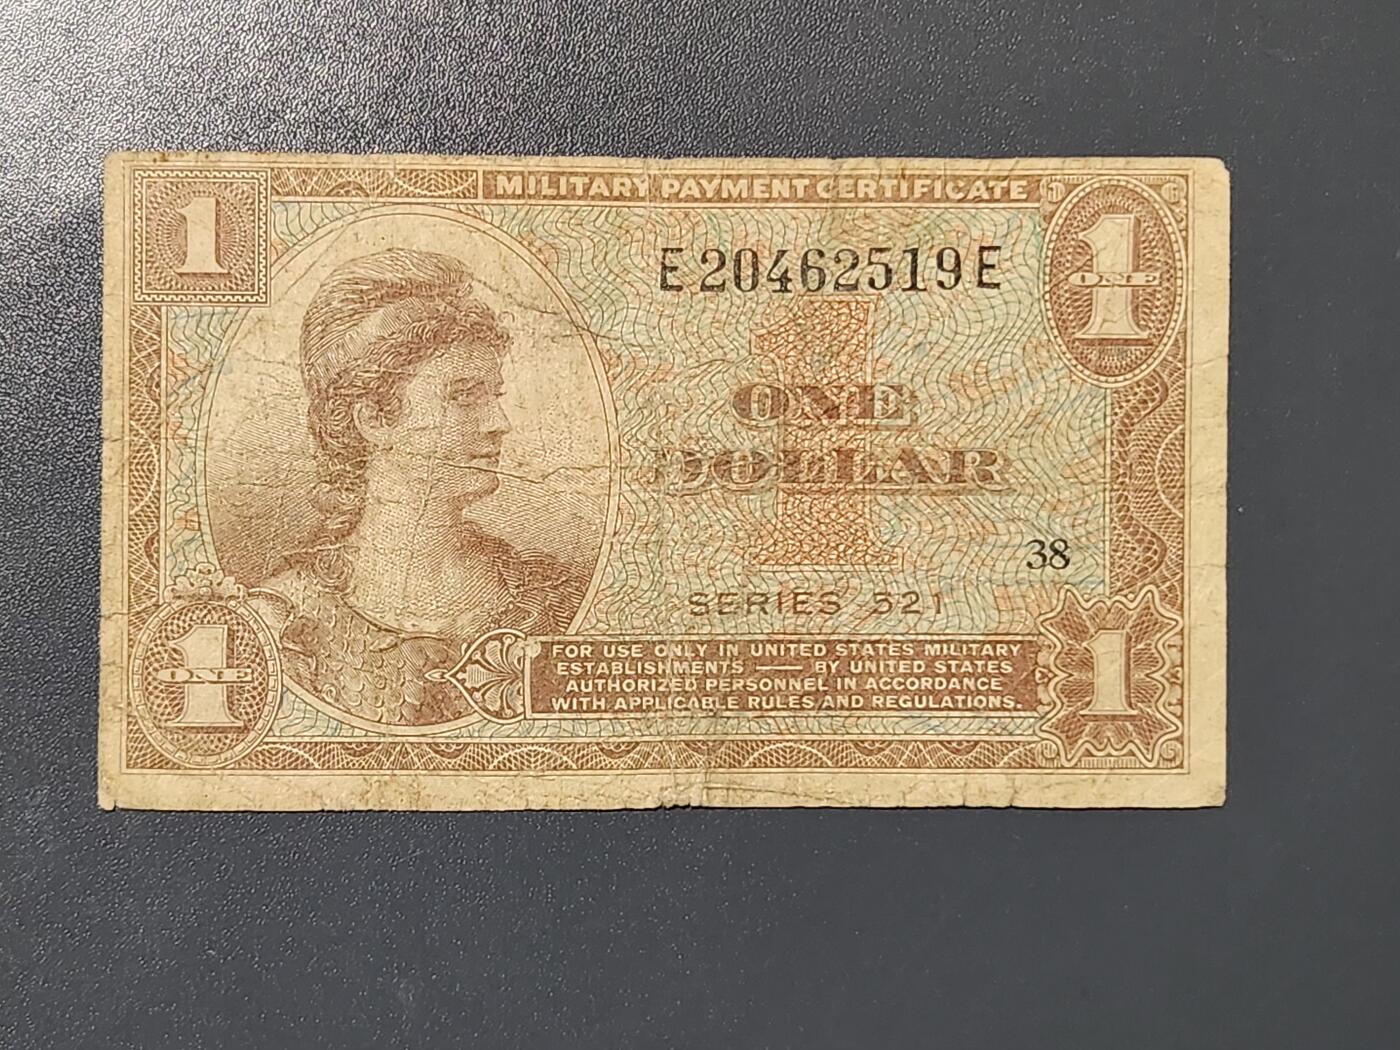 1 MILITARY PAYMENT CERTIFICATE 1
ONE
E20462519E
1
ONE
DOLLAR
38
SERIES 521
1
ONE
FOR USE ONLY IN UNITED STATES MILITARY
ESTABLISHMENTS — BY UNITED STATES
AUTHORIZED PERSONNEL IN ACCORDANCE
WITH APPLICABLE RULES AND REGULATIONS.
1